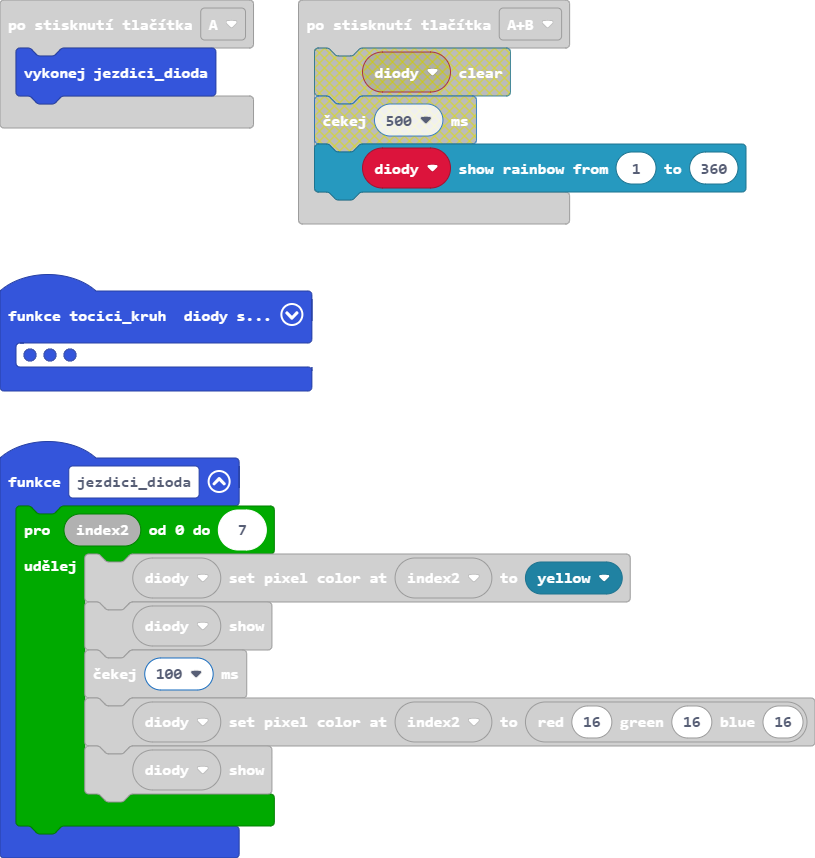 po stisknutí tlačítka A
vykonej jezdici_dioda
po stisknutí tlačítka A+B
diody clear
čekej 500 ms
diody show rainbow from 1 to 360
funkce tocici_kruh diody s...
funkce jezdici_dioda
pro index2 od 0 do 7
udělej
diody set pixel color at index2 to yellow
diody show
čekej 100 ms
diody set pixel color at index2 to red 16 green 16 blue 16
diody show